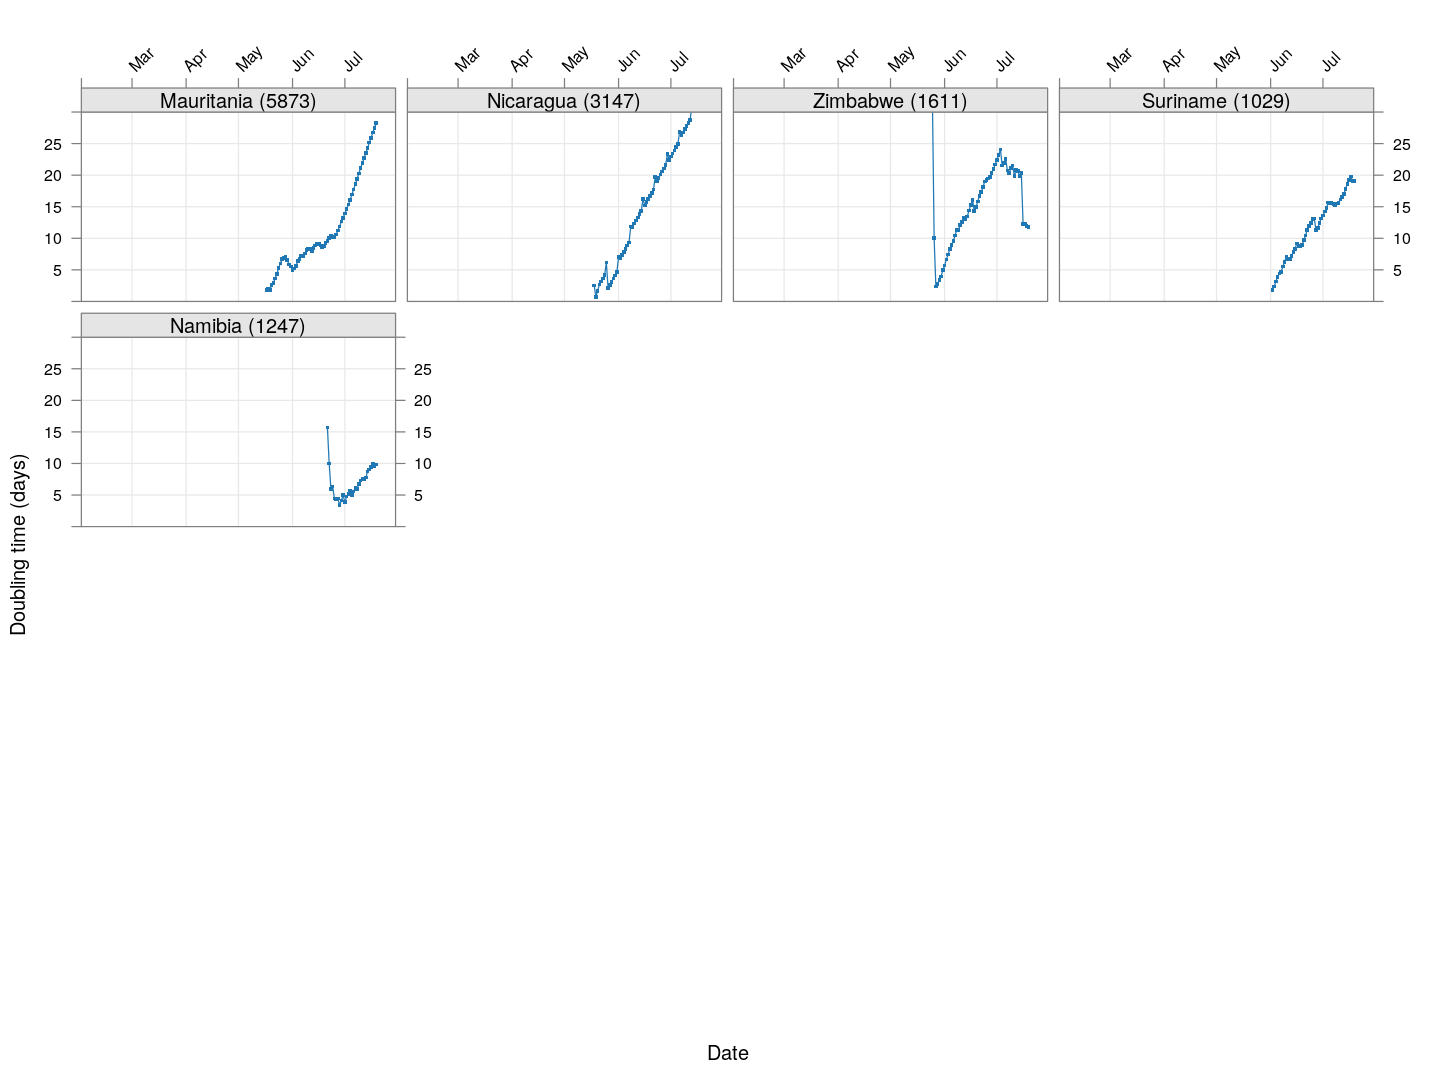 Mar Apr May Jun Jul Mar Apr May Jun Jul Mar Apr May Jun Jul Mar Apr May Jun Jul
Mauritania (5873) Nicaragua (3147) Zimbabwe (1611) Suriname (1029)
25 25
20 20
15 15
10 10
5 5
Namibia (1247)
25 25
20 20
15 15
10 10
5 5
Doubling time (days)
Date